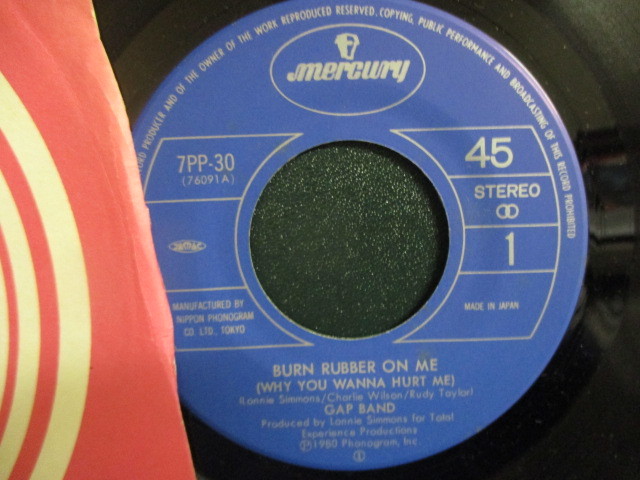 ORD PRODUCER AND OF THE OWNER OF THE WORK REPRODUCED RESERVED. COPYING, PUBLIC PERFORMANCE AND BROADCASTING OF THIS RECORD PROHIBITED
mercury
7PP-30
(76091A)
45
STEREO
1
MANUFACTURED BY
NIPPON PHONOGRAM
CO. LTD., TOKYO
MADE IN JAPAN
BURN RUBBER ON ME
(WHY YOU WANNA HURT ME)
(Lonnie Simmons/Charlie Wilson/Rudy Taylor)
GAP BAND
Produced by Lonnie Simmons for Total
Experience Productions
Ⓟ1980 Phonogram, Inc
①